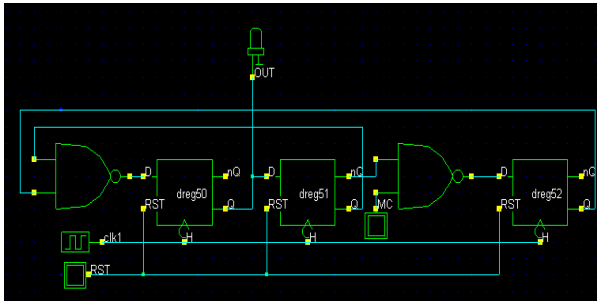 OUT
D nQ D nQ D nQ
dreg50 dreg51 dreg52
RST Q RST Q MC RST Q
clk1 H H H
RST